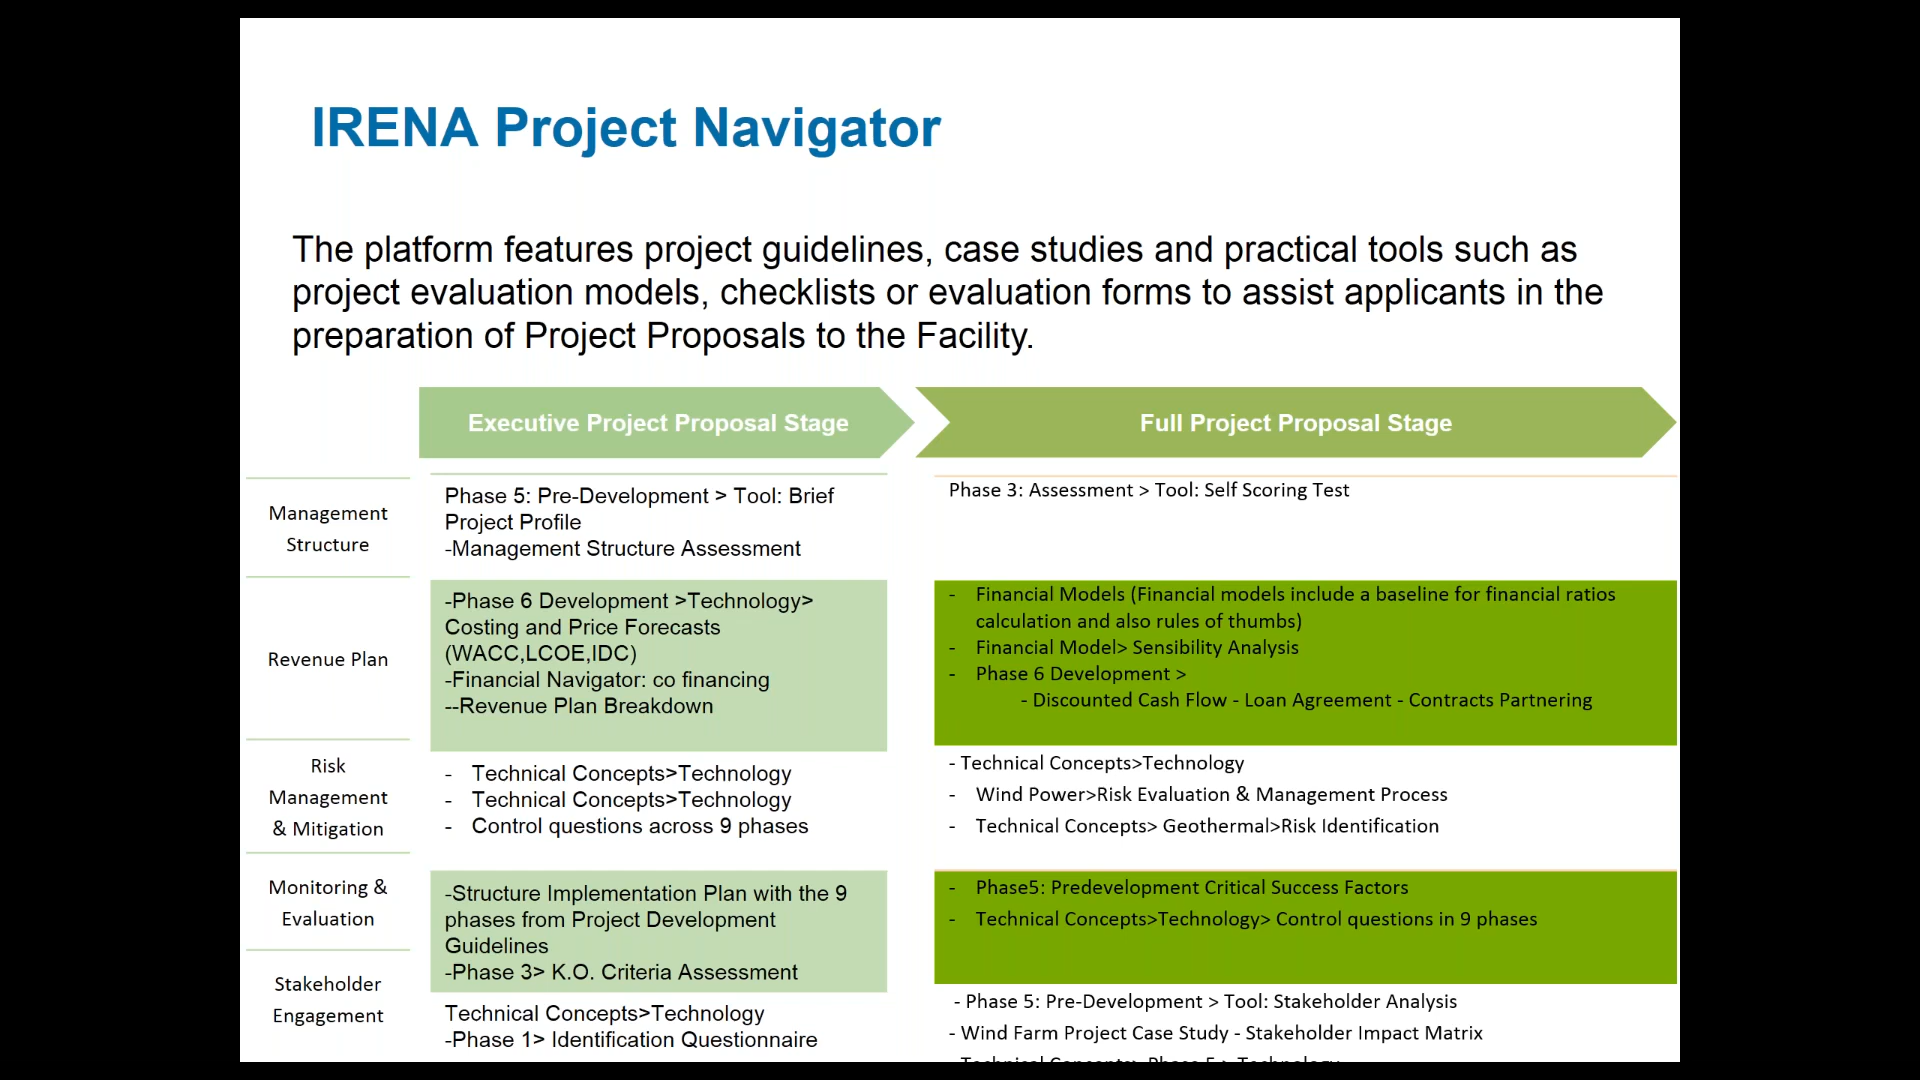 IRENA Project Navigator
The platform features project guidelines, case studies and practical tools such as
project evaluation models, checklists or evaluation forms to assist applicants in the
preparation of Project Proposals to the Facility.
Executive Project Proposal Stage
Full Project Proposal Stage
Management
Structure
Phase 5: Pre-Development > Tool: Brief
Project Profile
-Management Structure Assessment
Phase 3: Assessment > Tool: Self Scoring Test
Revenue Plan
-Phase 6 Development >Technology>
Costing and Price Forecasts
(WACC,LCOE,IDC)
-Financial Navigator: co financing
--Revenue Plan Breakdown
- Financial Models (Financial models include a baseline for financial ratios
calculation and also rules of thumbs)
- Financial Model> Sensibility Analysis
- Phase 6 Development >
- Discounted Cash Flow - Loan Agreement - Contracts Partnering
Risk
Management
& Mitigation
- Technical Concepts>Technology
- Technical Concepts>Technology
- Control questions across 9 phases
- Technical Concepts>Technology
- Wind Power>Risk Evaluation & Management Process
- Technical Concepts> Geothermal>Risk Identification
Monitoring &
Evaluation
-Structure Implementation Plan with the 9
phases from Project Development
Guidelines
-Phase 3> K.O. Criteria Assessment
- Phase5: Predevelopment Critical Success Factors
- Technical Concepts>Technology> Control questions in 9 phases
Stakeholder
Engagement
Technical Concepts>Technology
-Phase 1> Identification Questionnaire
- Phase 5: Pre-Development > Tool: Stakeholder Analysis
- Wind Farm Project Case Study - Stakeholder Impact Matrix